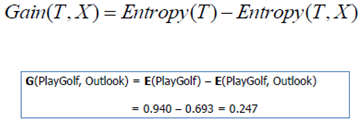 Gain(T, X) = Entropy(T) − Entropy(T, X)
G(PlayGolf, Outlook) = E(PlayGolf) – E(PlayGolf, Outlook)
= 0.940 – 0.693 = 0.247